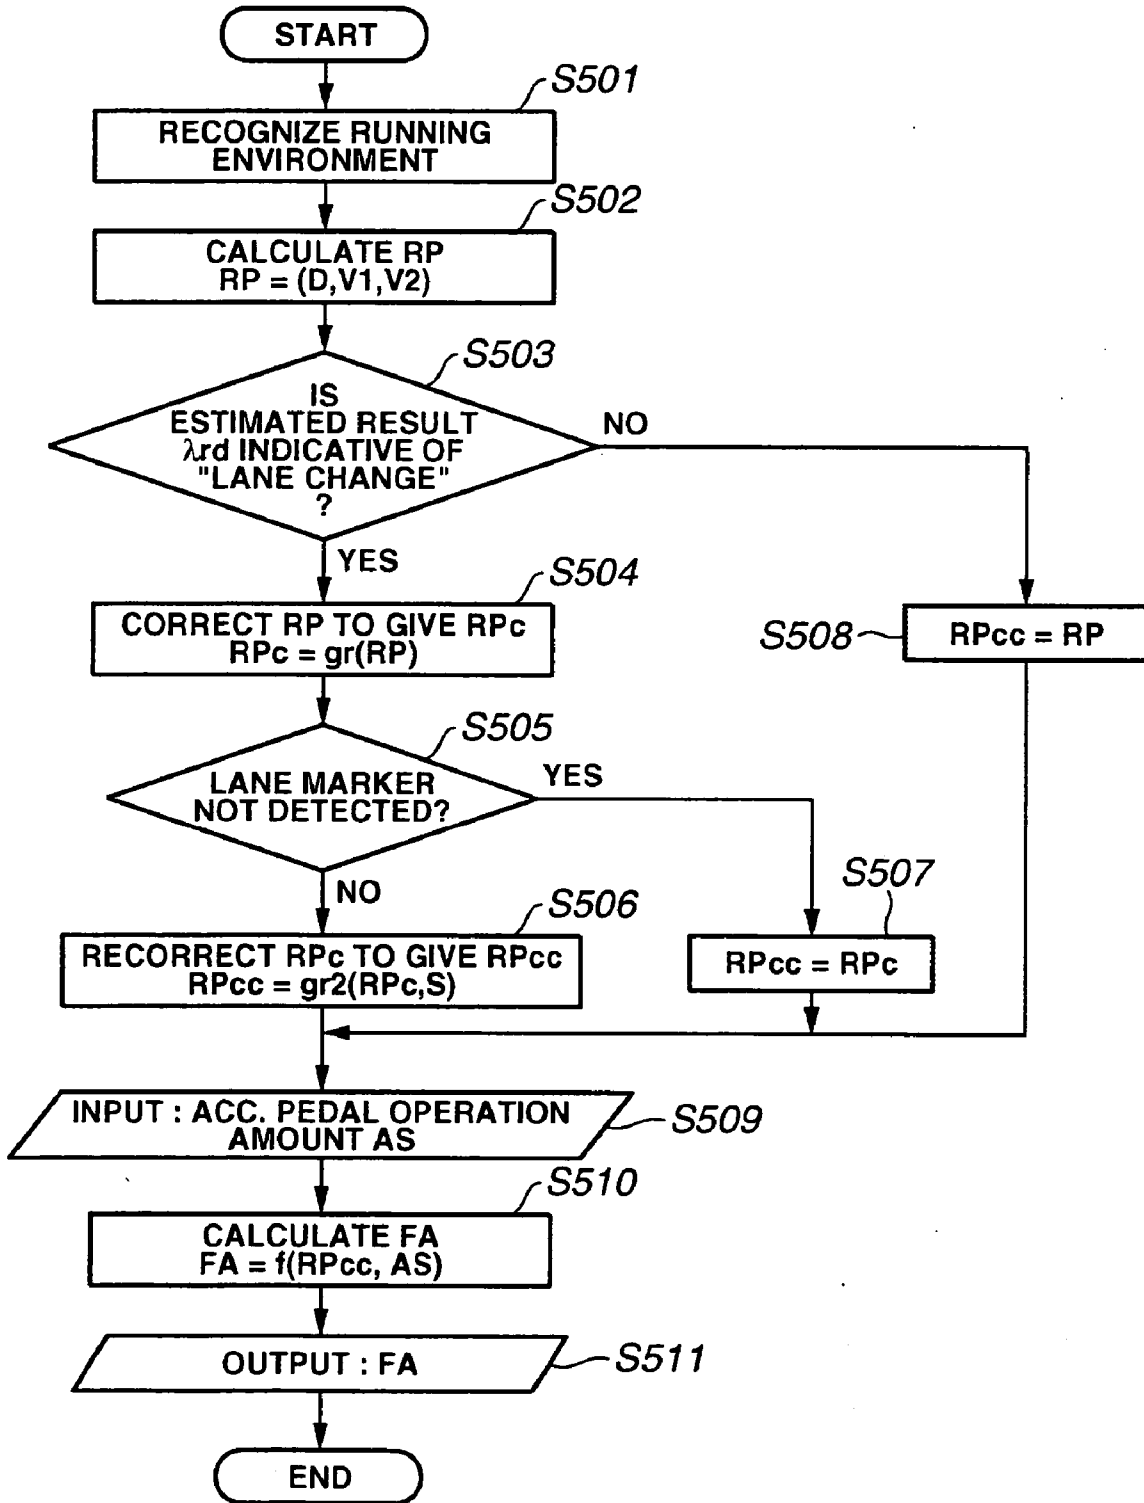 START
S501
RECOGNIZE RUNNING
ENVIRONMENT
S502
CALCULATE RP
RP = (D,V1,V2)
S503
IS
ESTIMATED RESULT
λrd INDICATIVE OF
"LANE CHANGE"
?
NO
YES
S504
CORRECT RP TO GIVE RPc
RPc = gr(RP)
S508
RPcc = RP
S505
LANE MARKER
NOT DETECTED?
YES
NO
S506
RECORRECT RPc TO GIVE RPcc
RPcc = gr2(RPc,S)
S507
RPcc = RPc
INPUT : ACC. PEDAL OPERATION
AMOUNT AS
S509
S510
CALCULATE FA
FA = f(RPcc, AS)
OUTPUT : FA
S511
END